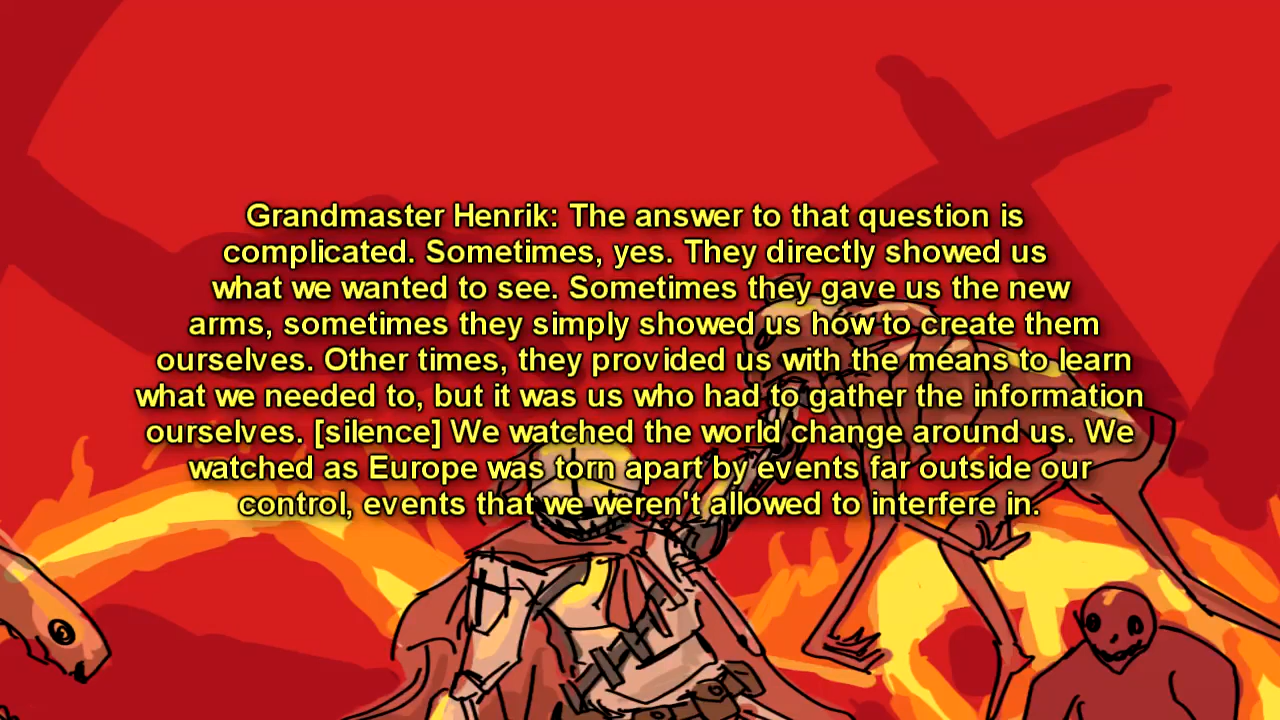 Grandmaster Henrik: The answer to that question is
complicated. Sometimes, yes. They directly showed us
what we wanted to see. Sometimes they gave us the new
arms, sometimes they simply showed us how to create them
ourselves. Other times, they provided us with the means to learn
what we needed to, but it was us who had to gather the information
ourselves. [silence] We watched the world change around us. We
watched as Europe was torn apart by events far outside our
control, events that we weren't allowed to interfere in.